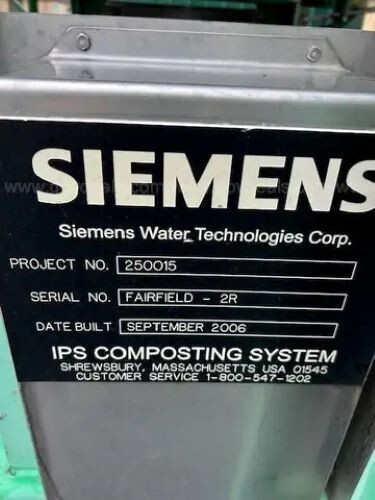 SIEMENS
Siemens Water Technologies Corp.
PROJECT NO. 250015
SERIAL NO. FAIRFIELD - 2R
DATE BUILT SEPTEMBER 2006
IPS COMPOSTING SYSTEM
SHREWSBURY, MASSACHUSETTS USA 01545
CUSTOMER SERVICE 1-800-547-1202